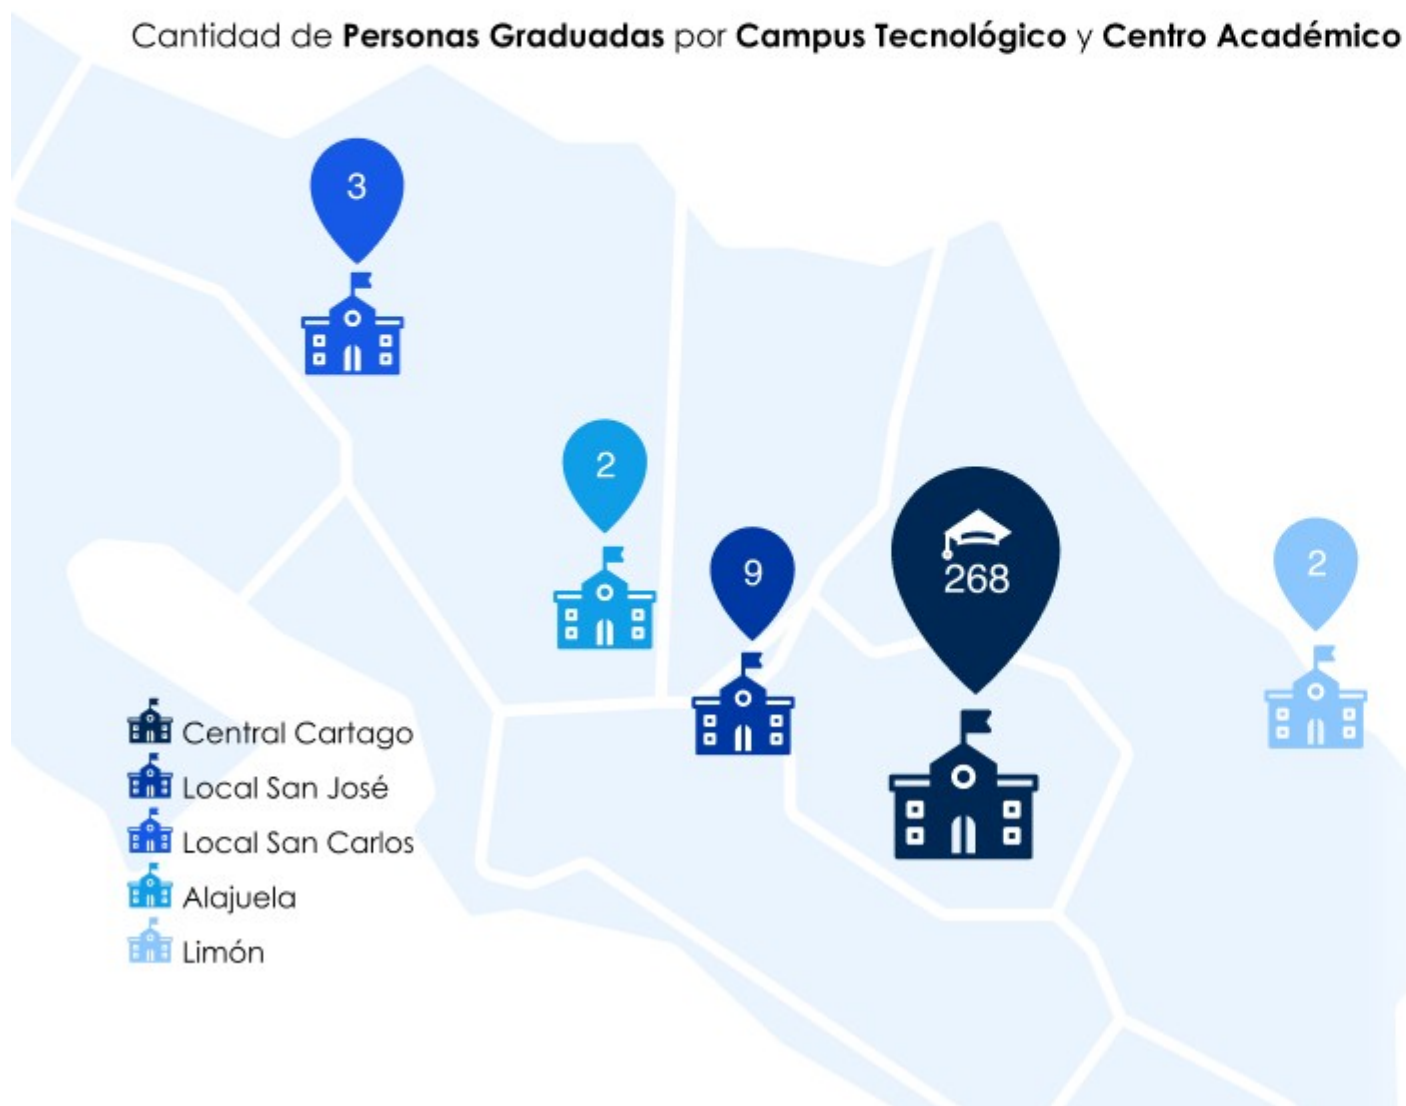 Cantidad de Personas Graduadas por Campus Tecnológico y Centro Académico
3
2
9
268
2
Central Cartago
Local San José
Local San Carlos
Alajuela
Limón